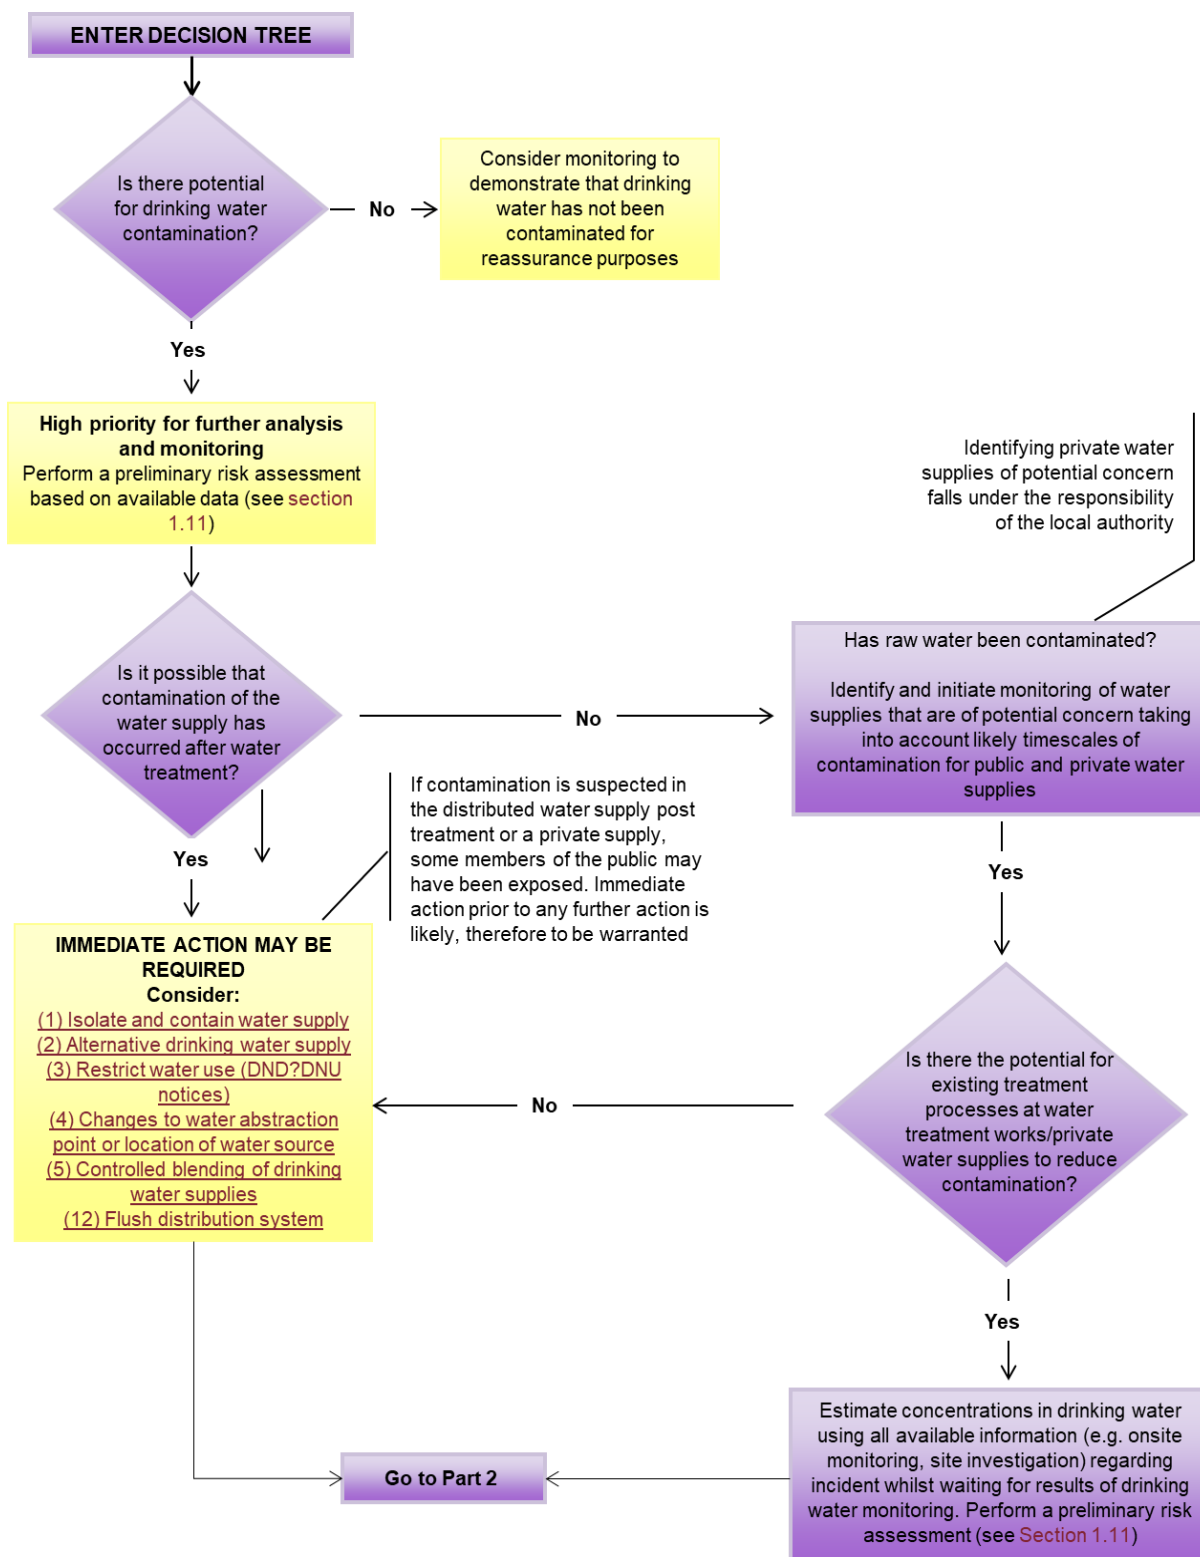 ENTER DECISION TREE
Is there potential
for drinking water
contamination?
No
Consider monitoring to
demonstrate that drinking
water has not been
contaminated for
reassurance purposes
Yes
High priority for further analysis
and monitoring
Perform a preliminary risk assessment
based on available data (see section
1.11)
Identifying private water
supplies of potential concern
falls under the responsibility
of the local authority
Is it possible that
contamination of the
water supply has
occurred after water
treatment?
No
Has raw water been contaminated?
Identify and initiate monitoring of water
supplies that are of potential concern taking
into account likely timescales of
contamination for public and private water
supplies
If contamination is suspected in
the distributed water supply post
treatment or a private supply,
some members of the public may
have been exposed. Immediate
action prior to any further action is
likely, therefore to be warranted
Yes
Yes
IMMEDIATE ACTION MAY BE
REQUIRED
Consider:
(1) Isolate and contain water supply
(2) Alternative drinking water supply
(3) Restrict water use (DND?DNU
notices)
(4) Changes to water abstraction
point or location of water source
(5) Controlled blending of drinking
water supplies
(12) Flush distribution system
No
Is there the potential for
existing treatment
processes at water
treatment works/private
water supplies to reduce
contamination?
Yes
Estimate concentrations in drinking water
using all available information (e.g. onsite
monitoring, site investigation) regarding
incident whilst waiting for results of drinking
water monitoring. Perform a preliminary risk
assessment (see Section 1.11)
Go to Part 2